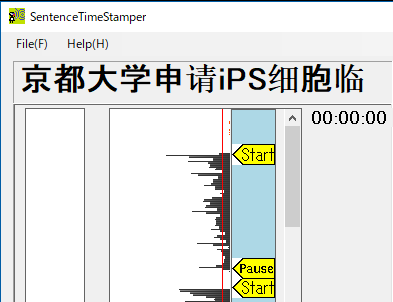 SentenceTimeStamper
File(F) Help(H)
京都大学申请iPS细胞临
00:00:00
Start
Pause
Start